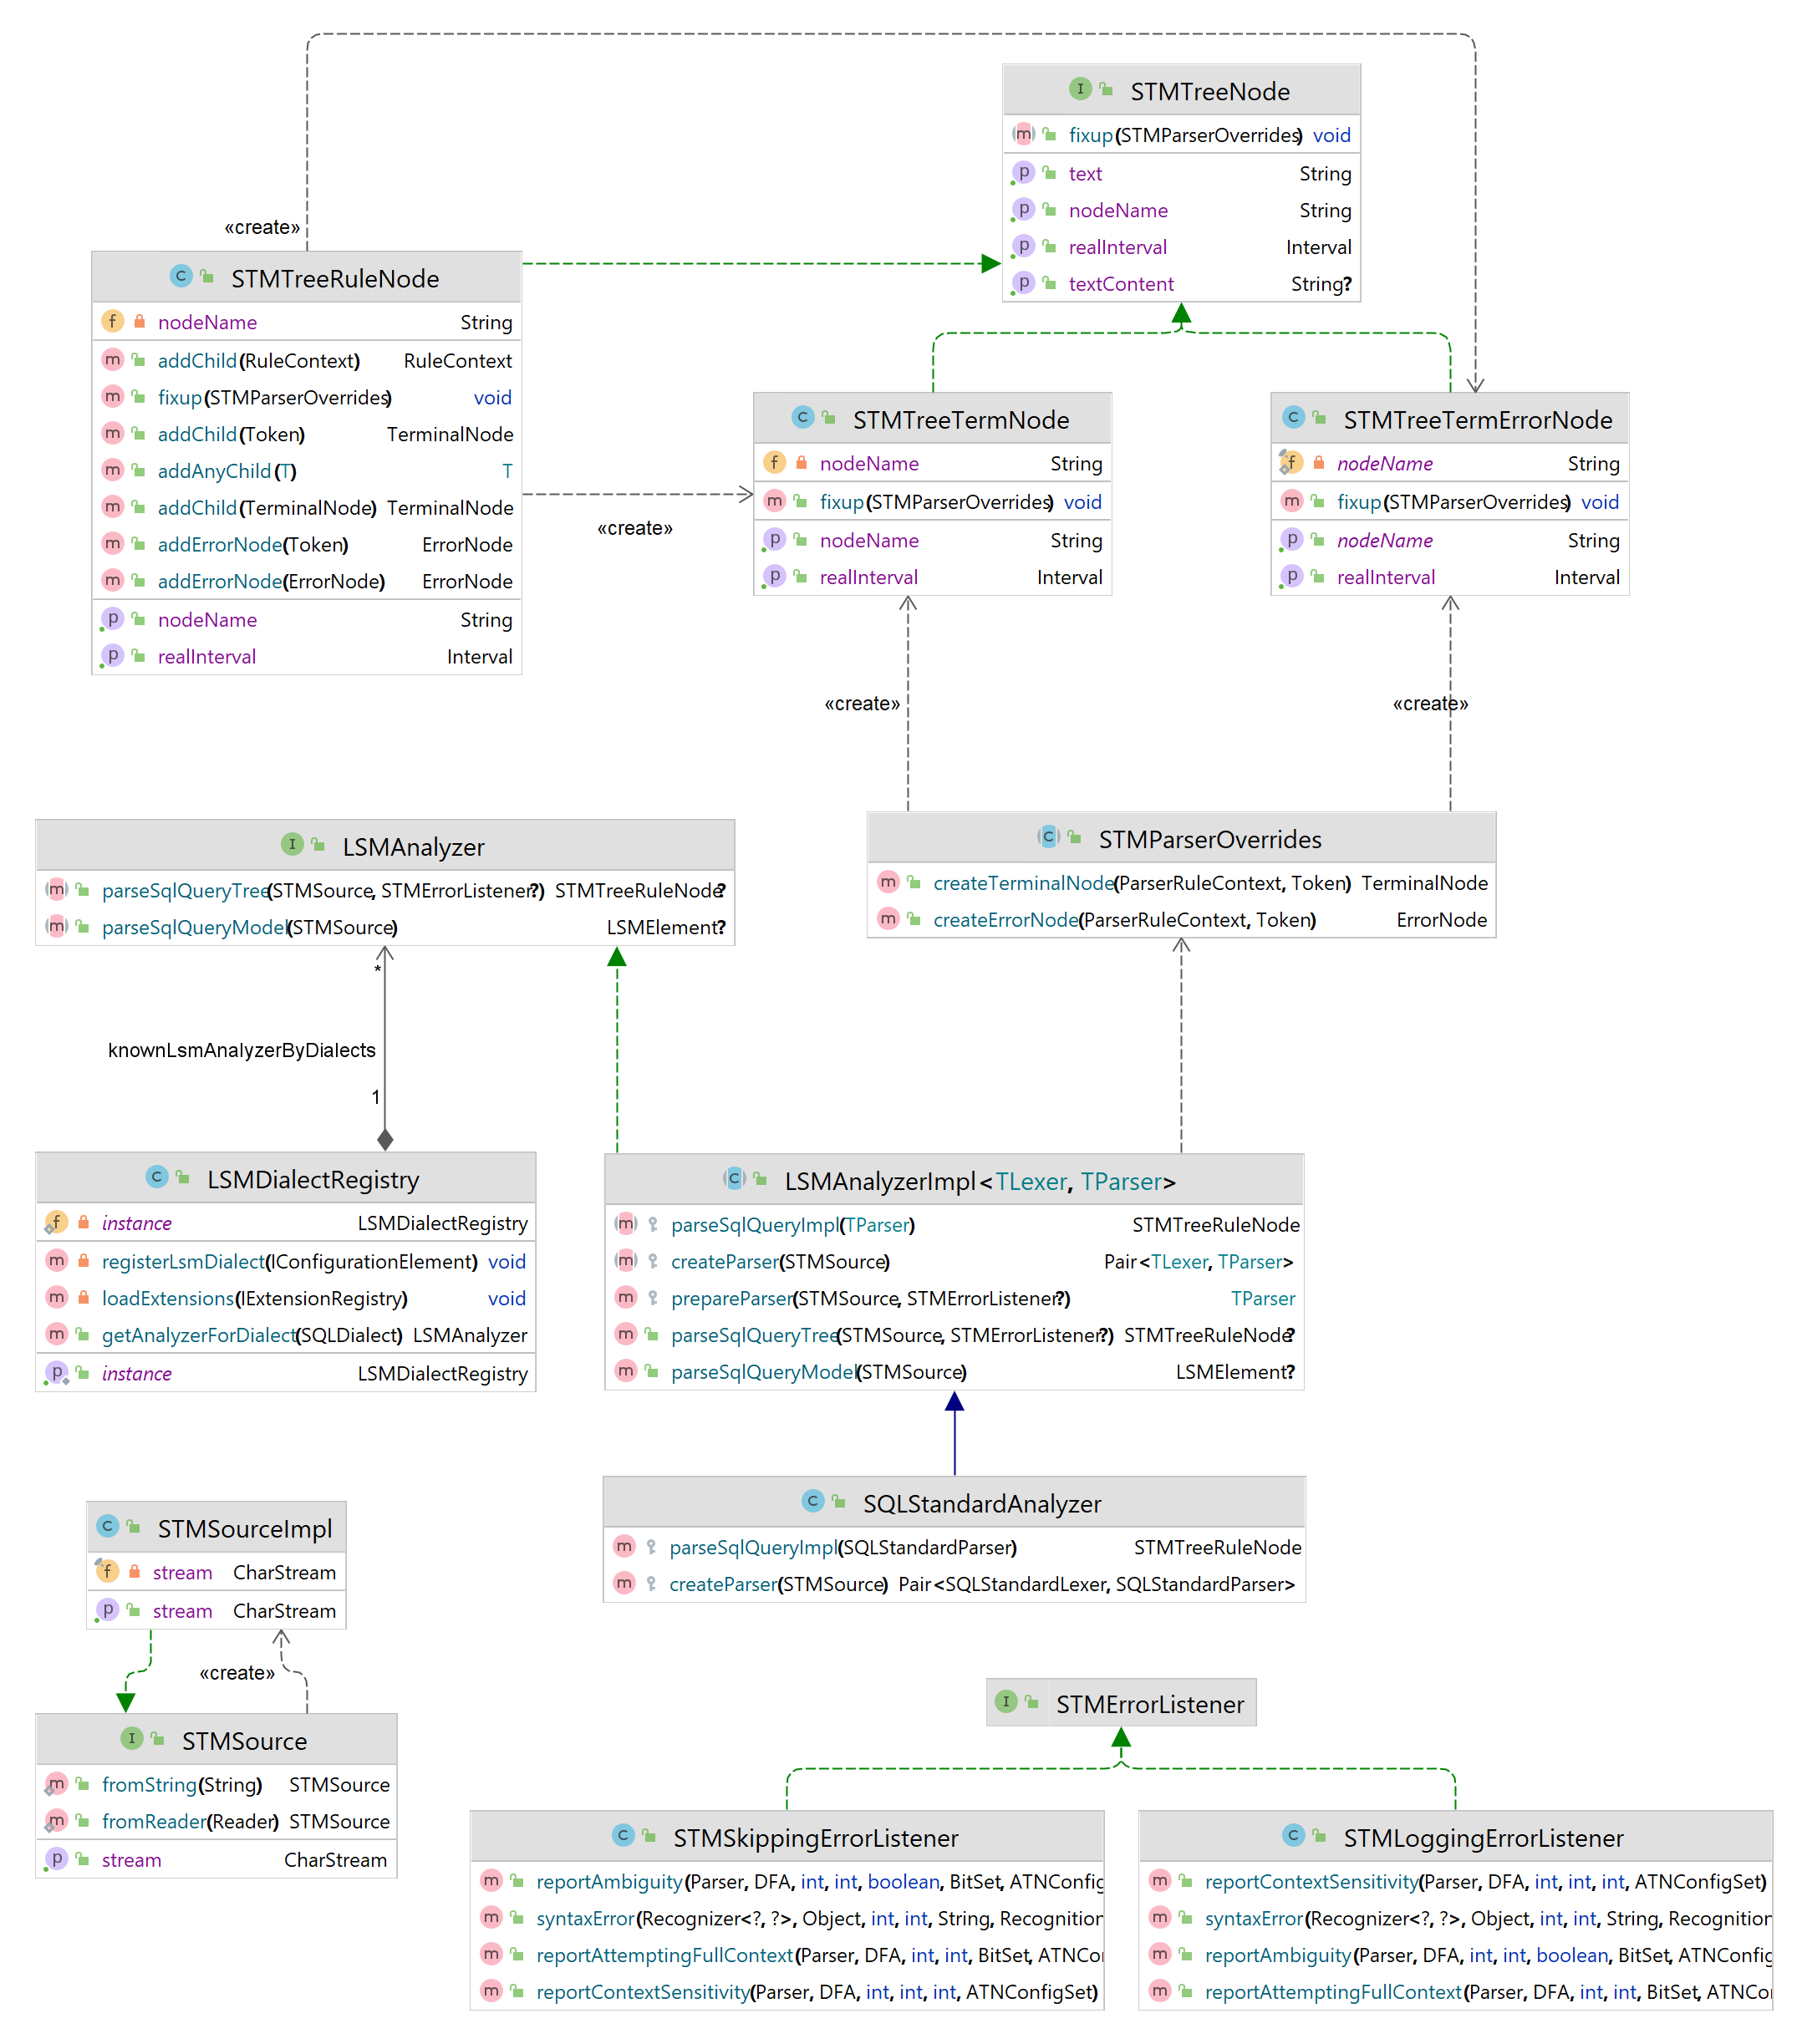 STMTreeNode
fixup(STMParserOverrides) void
text String
nodeName String
realInterval Interval
textContent String?
«create»
STMTreeRuleNode
nodeName String
addChild(RuleContext) RuleContext
fixup(STMParserOverrides) void
addChild(Token) TerminalNode
addAnyChild(T) T
addChild(TerminalNode) TerminalNode
addErrorNode(Token) ErrorNode
addErrorNode(ErrorNode) ErrorNode
nodeName String
realInterval Interval
«create»
STMTreeTermNode
nodeName String
fixup(STMParserOverrides) void
nodeName String
realInterval Interval
STMTreeTermErrorNode
nodeName String
fixup(STMParserOverrides) void
nodeName String
realInterval Interval
«create»
«create»
LSMAnalyzer
parseSqlQueryTree(STMSource, STMErrorListener?) STMTreeRuleNode?
parseSqlQueryModel(STMSource) LSMElement?
STMParserOverrides
createTerminalNode(ParserRuleContext, Token) TerminalNode
createErrorNode(ParserRuleContext, Token) ErrorNode
*
knownLsmAnalyzerByDialects
1
LSMDialectRegistry
instance LSMDialectRegistry
registerLsmDialect(IConfigurationElement) void
loadExtensions(IExtensionRegistry) void
getAnalyzerForDialect(SQLDialect) LSMAnalyzer
instance LSMDialectRegistry
LSMAnalyzerImpl<TLexer, TParser>
parseSqlQueryImpl(TParser) STMTreeRuleNode
createParser(STMSource) Pair<TLexer, TParser>
prepareParser(STMSource, STMErrorListener?) TParser
parseSqlQueryTree(STMSource, STMErrorListener?) STMTreeRuleNode?
parseSqlQueryModel(STMSource) LSMElement?
SQLStandardAnalyzer
parseSqlQueryImpl(SQLStandardParser) STMTreeRuleNode
createParser(STMSource) Pair<SQLStandardLexer, SQLStandardParser>
STMSourceImpl
stream CharStream
stream CharStream
«create»
STMSource
fromString(String) STMSource
fromReader(Reader) STMSource
stream CharStream
STMErrorListener
STMSkippingErrorListener
reportAmbiguity(Parser, DFA, int, int, boolean, BitSet, ATNConfig
syntaxError(Recognizer<?, ?>, Object, int, int, String, Recognition
reportAttemptingFullContext(Parser, DFA, int, int, BitSet, ATNCo
reportContextSensitivity(Parser, DFA, int, int, int, ATNConfigSet)
STMLoggingErrorListener
reportContextSensitivity(Parser, DFA, int, int, int, ATNConfigSet)
syntaxError(Recognizer<?, ?>, Object, int, int, String, Recognition
reportAmbiguity(Parser, DFA, int, int, boolean, BitSet, ATNConfig
reportAttemptingFullContext(Parser, DFA, int, int, BitSet, ATNCo